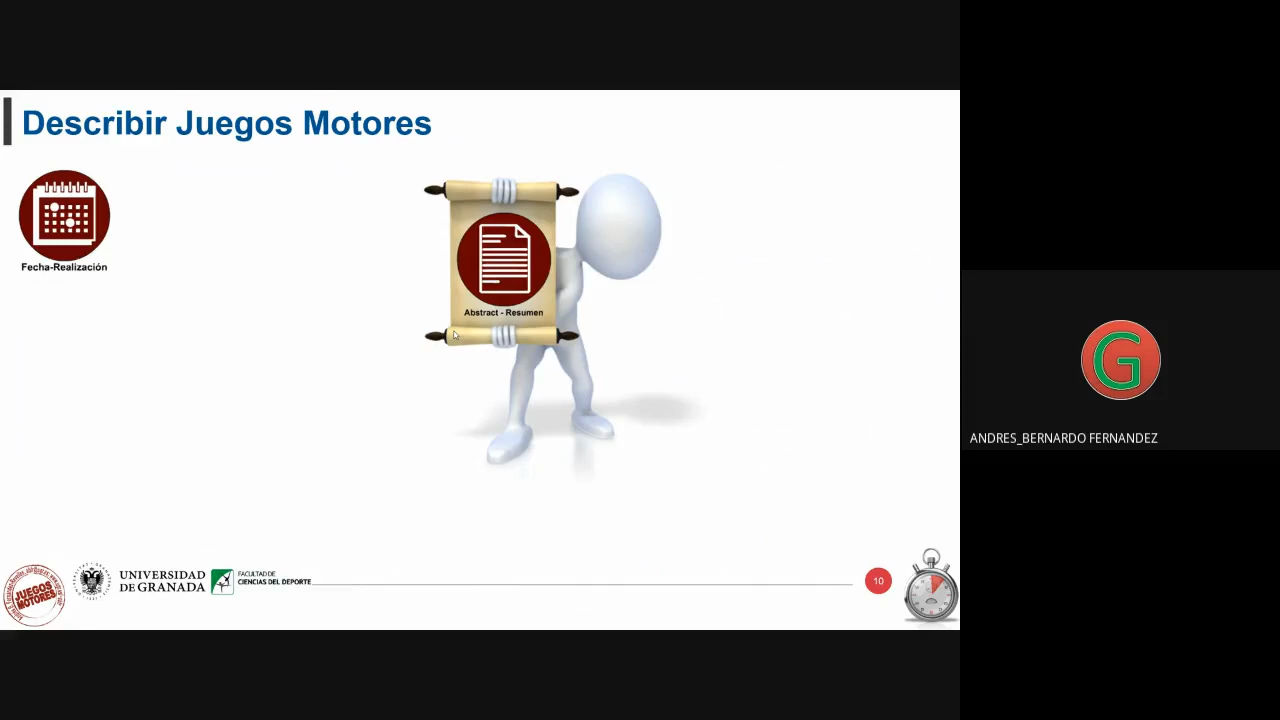 Describir Juegos Motores
Fecha-Realización
Abstract - Resumen
G
ANDRES_BERNARDO FERNANDEZ
JUEGOS
MOTORES
UNIVERSIDAD
DE GRANADA
FACULTAD DE
CIENCIAS DEL DEPORTE
10